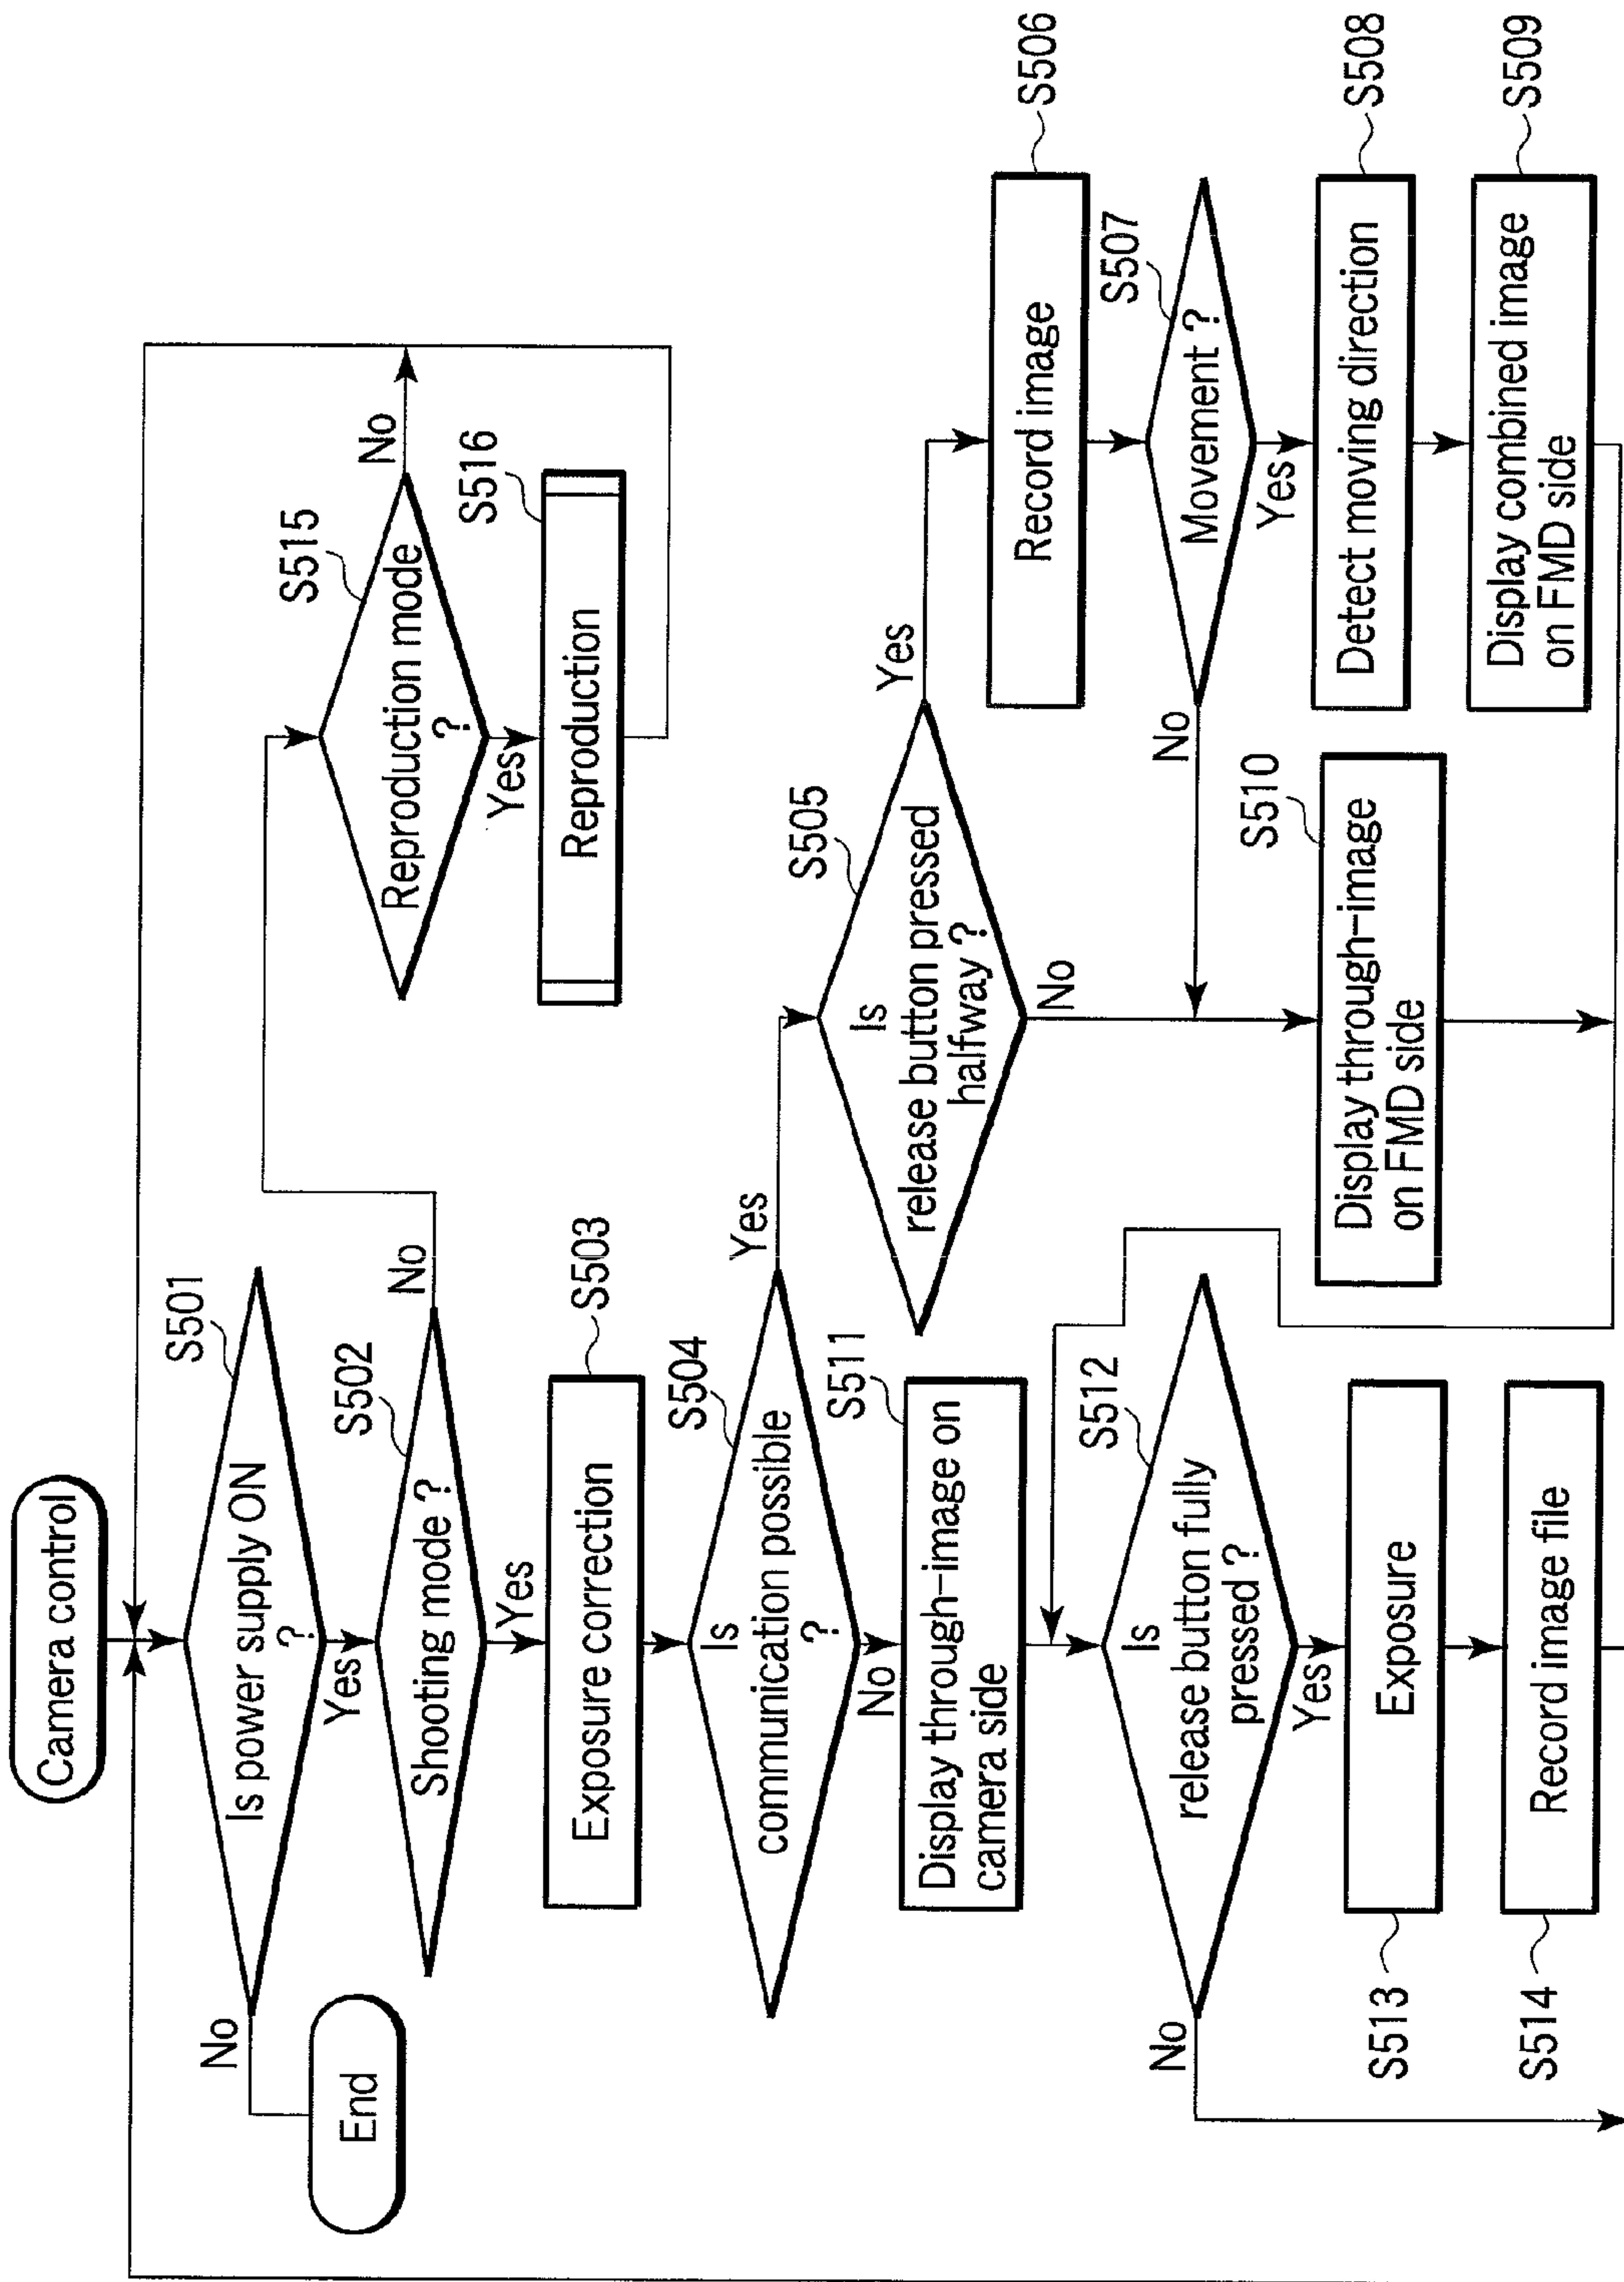 Camera control
S501
Is power supply ON
?
No
End
Yes
S502
Shooting mode ?
No
Yes
S503
Exposure correction
S504
Is
communication possible
?
Yes
No
S511
Display through-image on
camera side
S512
Is
release button fully
pressed ?
No
Yes
S513
Exposure
S514
Record image file
S515
Reproduction mode
?
No
Yes
S516
Reproduction
S505
Is
release button pressed
halfway ?
Yes
No
S506
Record image
S507
Movement ?
No
Yes
S508
Detect moving direction
S509
Display combined image
on FMD side
S510
Display through-image
on FMD side